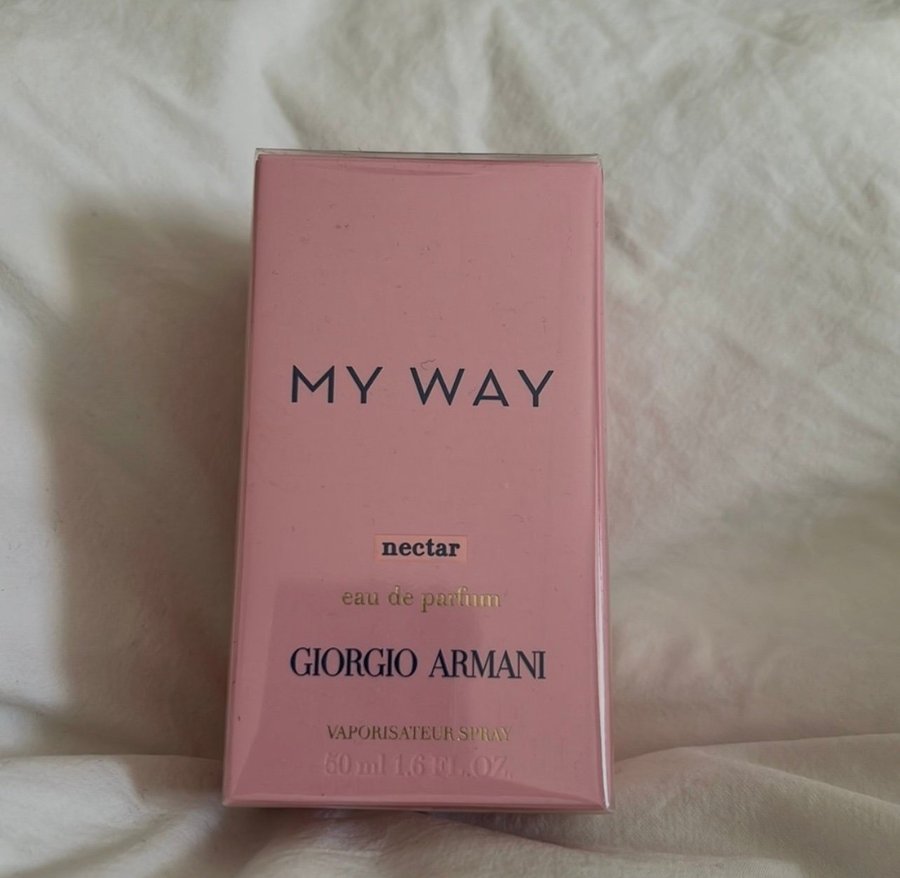 MY WAY
nectar
eau de parfum
GIORGIO ARMANI
VAPORISATEUR SPRAY
50 ml 1.6 FL.OZ.